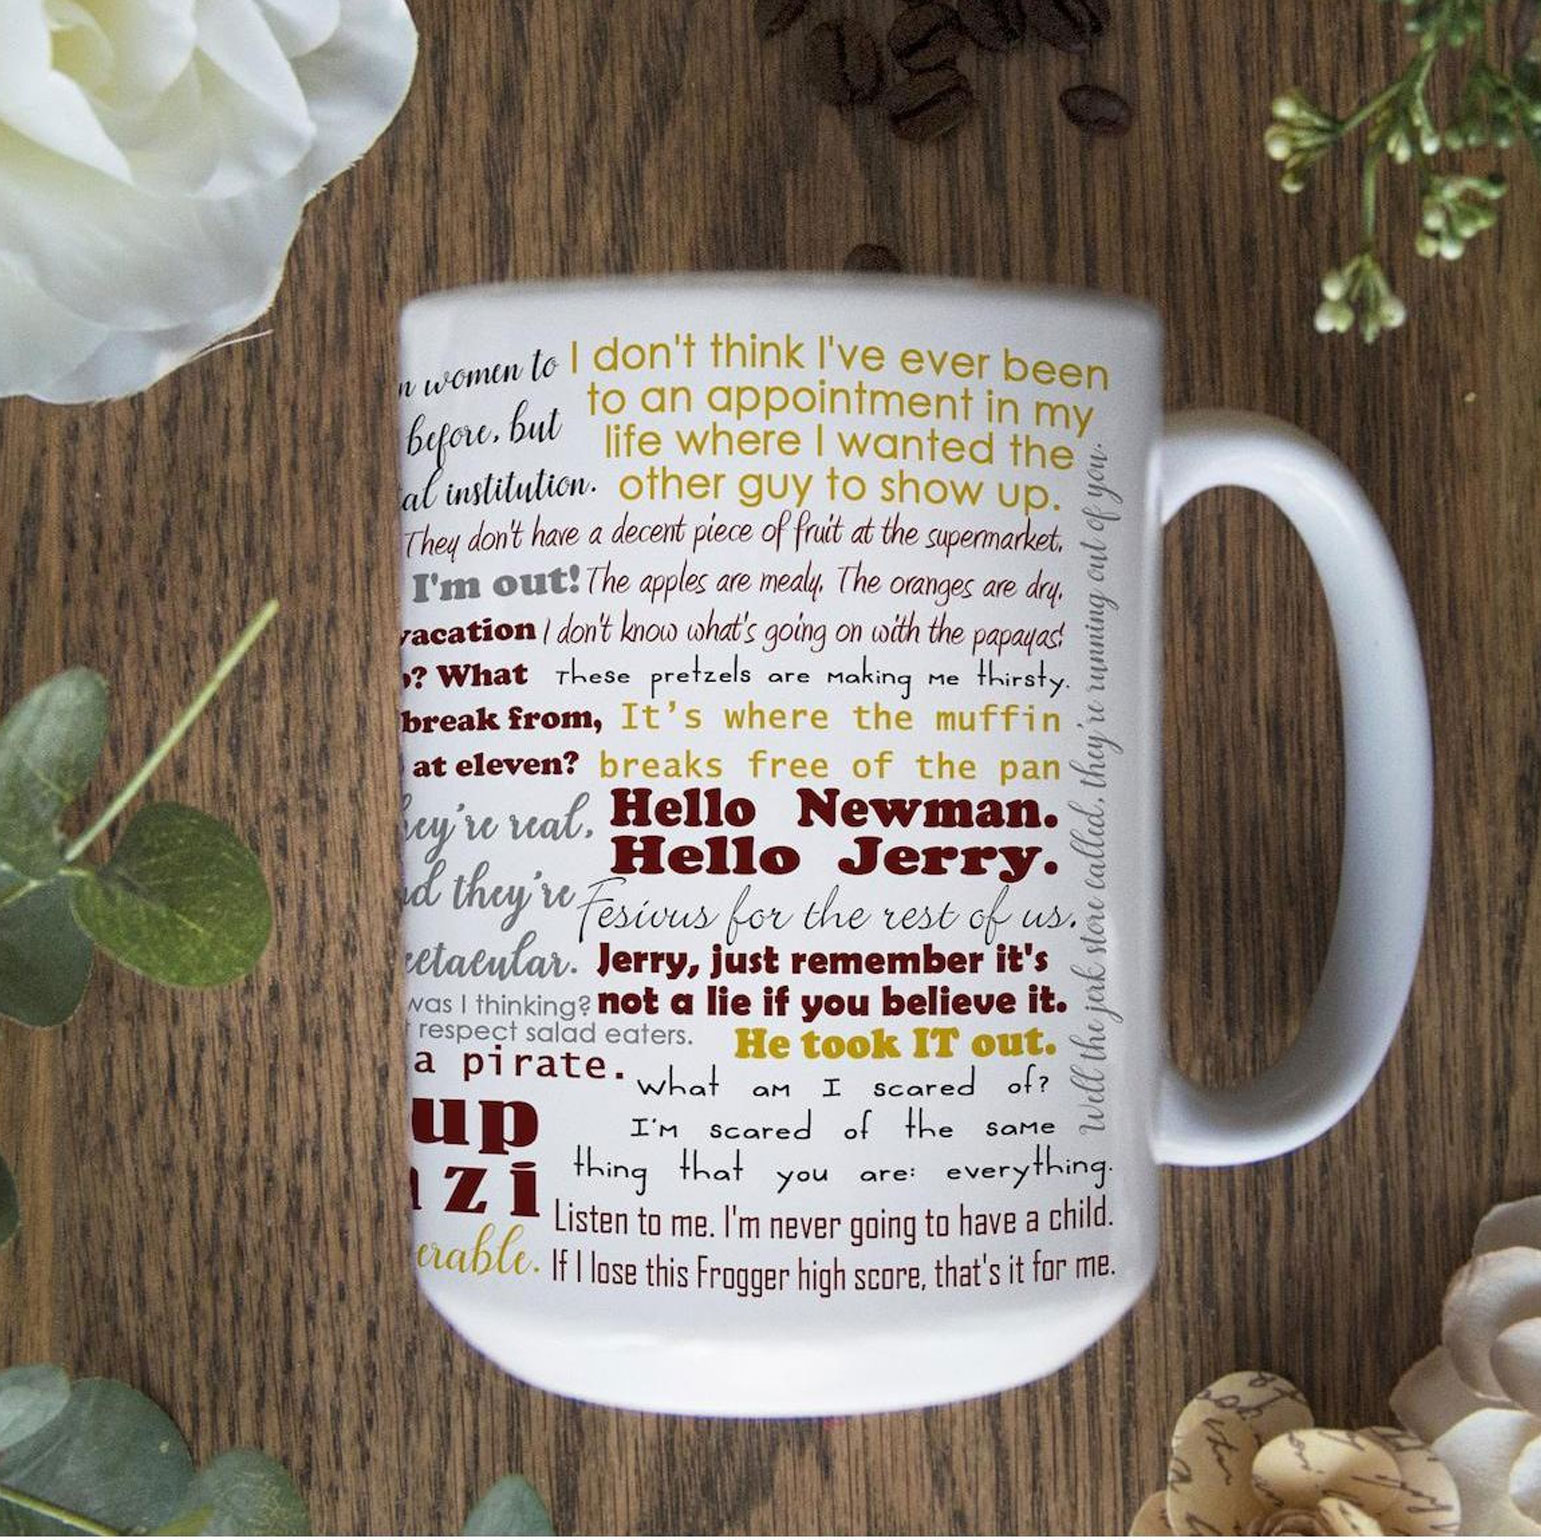 women to
before, but
institution.
I don't think I've ever been
to an appointment in my
life where I wanted the
other guy to show up.
They don't have a decent piece of fruit at the supermarket.
I'm out!
The apples are mealy. The oranges are dry.
vacation
I don't know what's going on with the papayas!
What
These pretzels are making me thirsty.
break from,
It's where the muffin
at eleven?
breaks free of the pan
real,
Hello Newman.
Hello Jerry.
they're
Fesivus for the rest of us.
Jerry, just remember it's
was I thinking?
not a lie if you believe it.
respect salad eaters.
He took IT out.
a pirate.
What am I scared of?
I'm scared of the same
thing that you are: everything.
Listen to me. I'm never going to have a child.
If I lose this Frogger high score, that's it for me.
Well the jerk store called, they're running out of you.